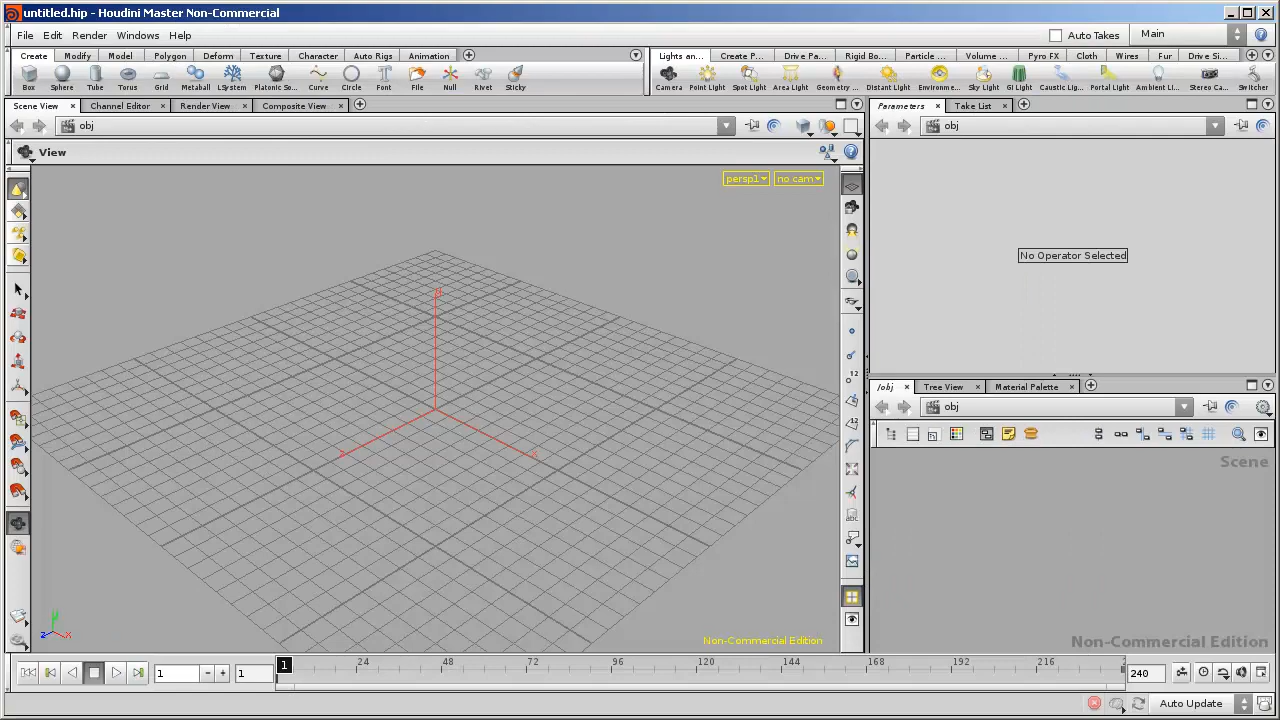 untitled.hip - Houdini Master Non-Commercial
File Edit Render Windows Help
Auto Takes Main
Create Modify Model Polygon Deform Texture Character Auto Rigs Animation
Lights an... Create P... Drive Pa... Rigid Bo... Particle ... Volume ... Pyro FX Cloth Wires Fur Drive Si...
Box Sphere Tube Torus Grid Metaball LSystem Platonic So... Curve Circle Font File Null Rivet Sticky
Camera Point Light Spot Light Area Light Geometry ... Distant Light Environme... Sky Light GI Light Caustic Lig... Portal Light Ambient Li... Stereo Ca... Switcher
Scene View Channel Editor Render View Composite View
Parameters Take List
obj
obj
View
persp1 no cam
No Operator Selected
/obj Tree View Material Palette
obj
Scene
Non-Commercial Edition
Non-Commercial Edition
1 1 1 24 48 72 96 120 144 168 192 216 2 240
Auto Update